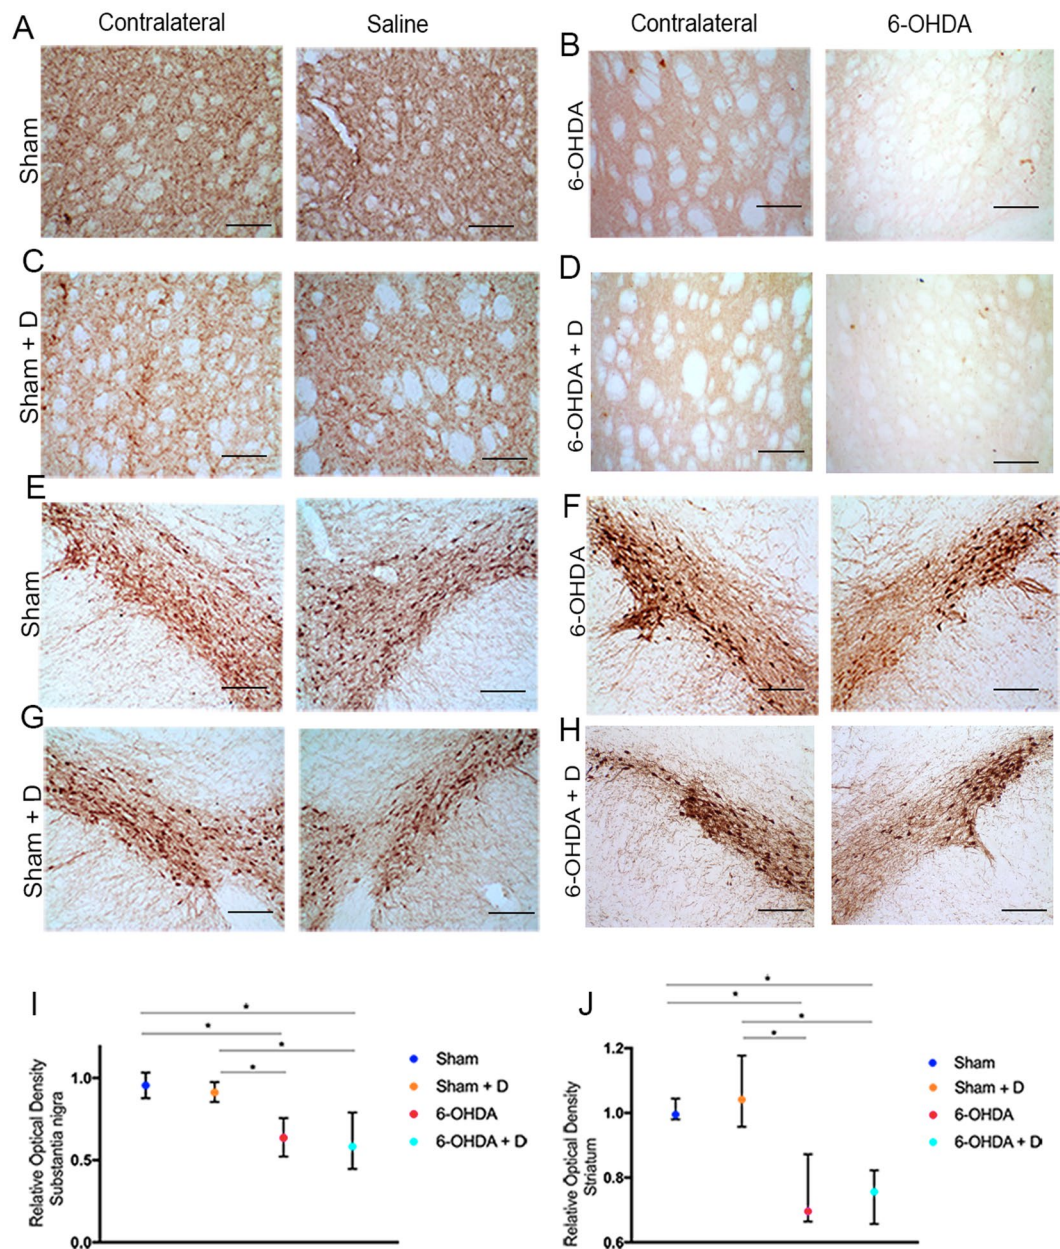 A Contralateral Saline B Contralateral 6-OHDA
Sham 6-OHDA
C D
Sham + D 6-OHDA + D
E F
Sham 6-OHDA
G H
Sham + D 6-OHDA + D
I
*
*
*
*
Relative Optical Density
Substantia nigra
1.0
0.5
0.0
Sham
Sham + D
6-OHDA
6-OHDA + D
J
*
*
*
*
Relative Optical Density
Striatum
1.2
1.0
0.8
0.6
Sham
Sham + D
6-OHDA
6-OHDA + D